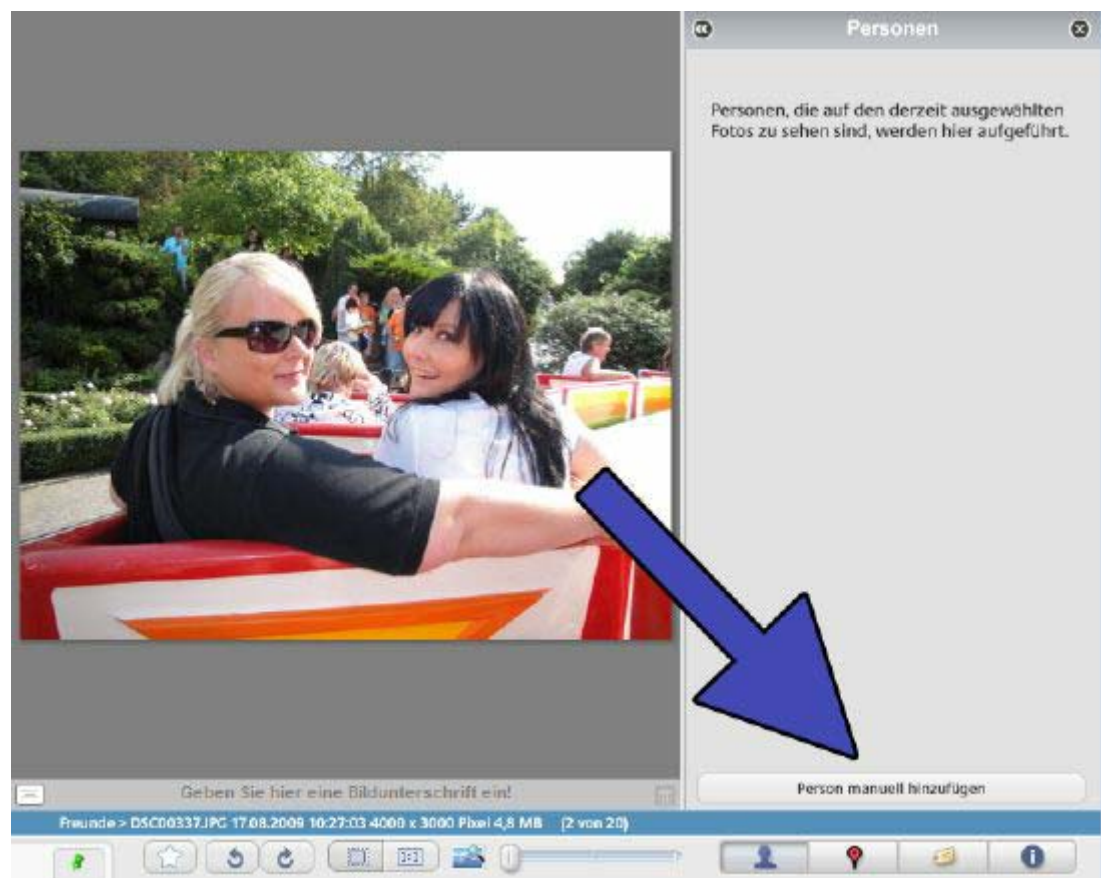 Personen
Personen, die auf den derzeit ausgewählten
Fotos zu sehen sind, werden hier aufgeführt.
Geben Sie hier eine Bildunterschrift ein!
Person manuell hinzufügen
Freunde > DSC00337.JPG 17.08.2009 10:27:03 4000 x 3000 Pixel 4,8 MB (2 von 20)
1:1